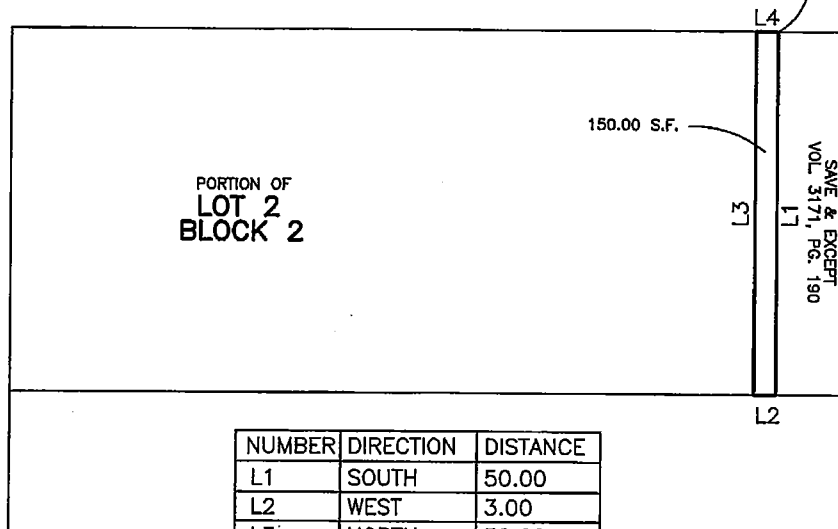 L4
150.00 S.F.
PORTION OF
LOT 2
BLOCK 2
L3
L1
SAVE & EXCEPT
VOL. 3171, PG. 190
L2
NUMBER DIRECTION DISTANCE
L1 SOUTH 50.00
L2 WEST 3.00